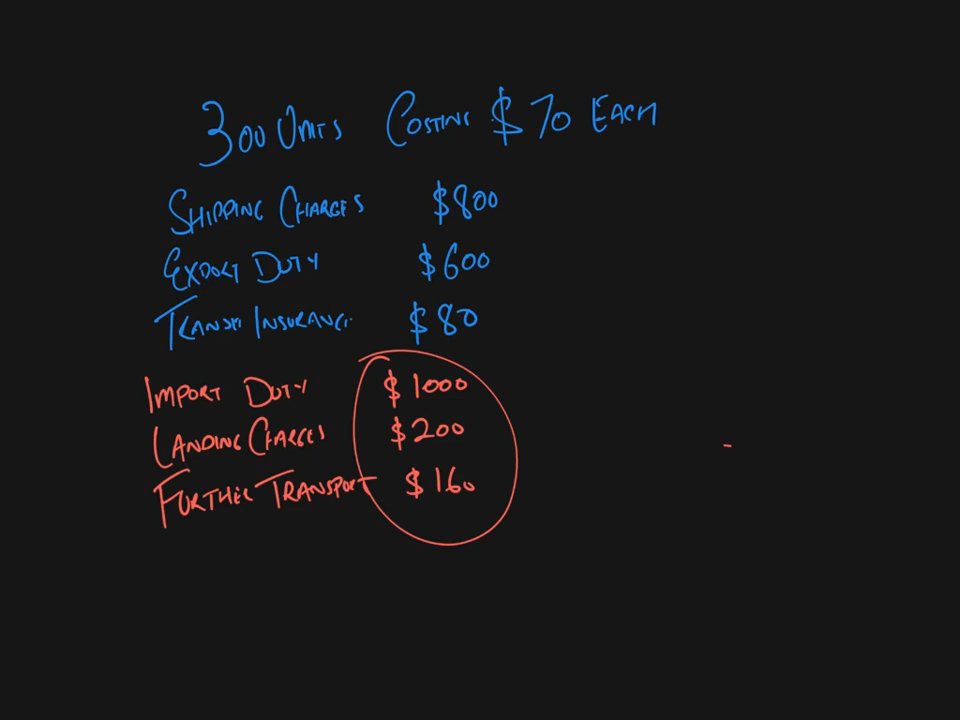 300 UNITS COSTING $70 EACH
SHIPPING CHARGES $800
EXPORT DUTY $600
TRANSIT INSURANCE $80
IMPORT DUTY $1000
LANDING CHARGES $200
FURTHER TRANSPORT $160